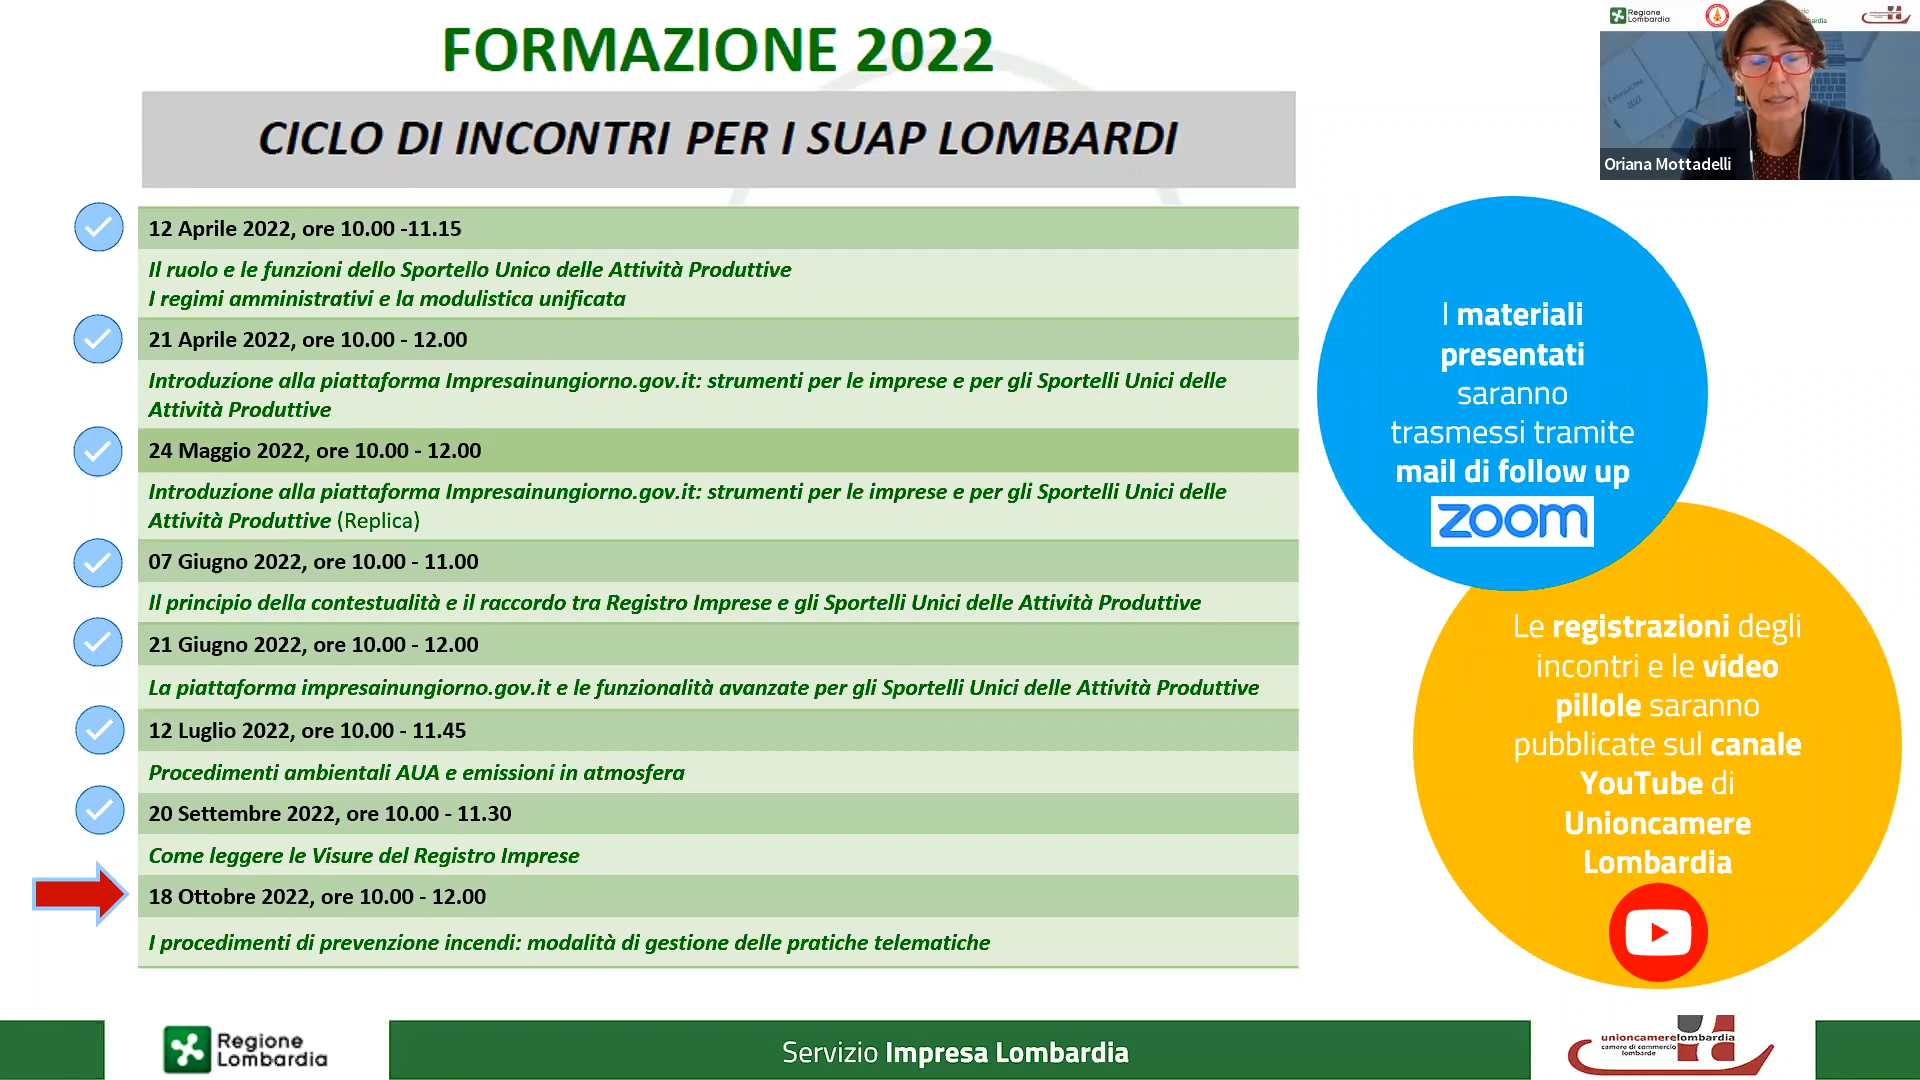 FORMAZIONE 2022
CICLO DI INCONTRI PER I SUAP LOMBARDI
12 Aprile 2022, ore 10.00 -11.15
Il ruolo e le funzioni dello Sportello Unico delle Attività Produttive
I regimi amministrativi e la modulistica unificata
21 Aprile 2022, ore 10.00 - 12.00
Introduzione alla piattaforma Impresainungiorno.gov.it: strumenti per le imprese e per gli Sportelli Unici delle
Attività Produttive
24 Maggio 2022, ore 10.00 - 12.00
Introduzione alla piattaforma Impresainungiorno.gov.it: strumenti per le imprese e per gli Sportelli Unici delle
Attività Produttive (Replica)
07 Giugno 2022, ore 10.00 - 11.00
Il principio della contestualità e il raccordo tra Registro Imprese e gli Sportelli Unici delle Attività Produttive
21 Giugno 2022, ore 10.00 - 12.00
La piattaforma impresainungiorno.gov.it e le funzionalità avanzate per gli Sportelli Unici delle Attività Produttive
12 Luglio 2022, ore 10.00 - 11.45
Procedimenti ambientali AUA e emissioni in atmosfera
20 Settembre 2022, ore 10.00 - 11.30
Come leggere le Visure del Registro Imprese
18 Ottobre 2022, ore 10.00 - 12.00
I procedimenti di prevenzione incendi: modalità di gestione delle pratiche telematiche
Regione
Lombardia
Oriana Mottadelli
I materiali
presentati
saranno
trasmessi tramite
mail di follow up
zoom
Le registrazioni degli
incontri e le video
pillole saranno
pubblicate sul canale
YouTube di
Unioncamere
Lombardia
Regione
Lombardia
Servizio Impresa Lombardia
unioncamerelombardia
camere di commercio
lombarde